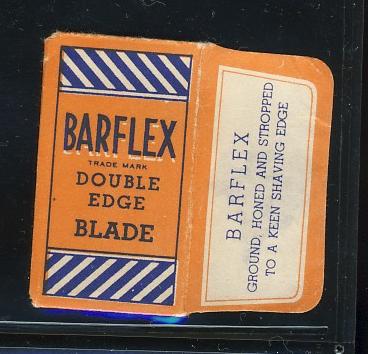 BARFLEX
TRADE MARK
DOUBLE
EDGE
BLADE
BARFLEX
GROUND, HONED AND STROPPED
TO A KEEN SHAVING EDGE